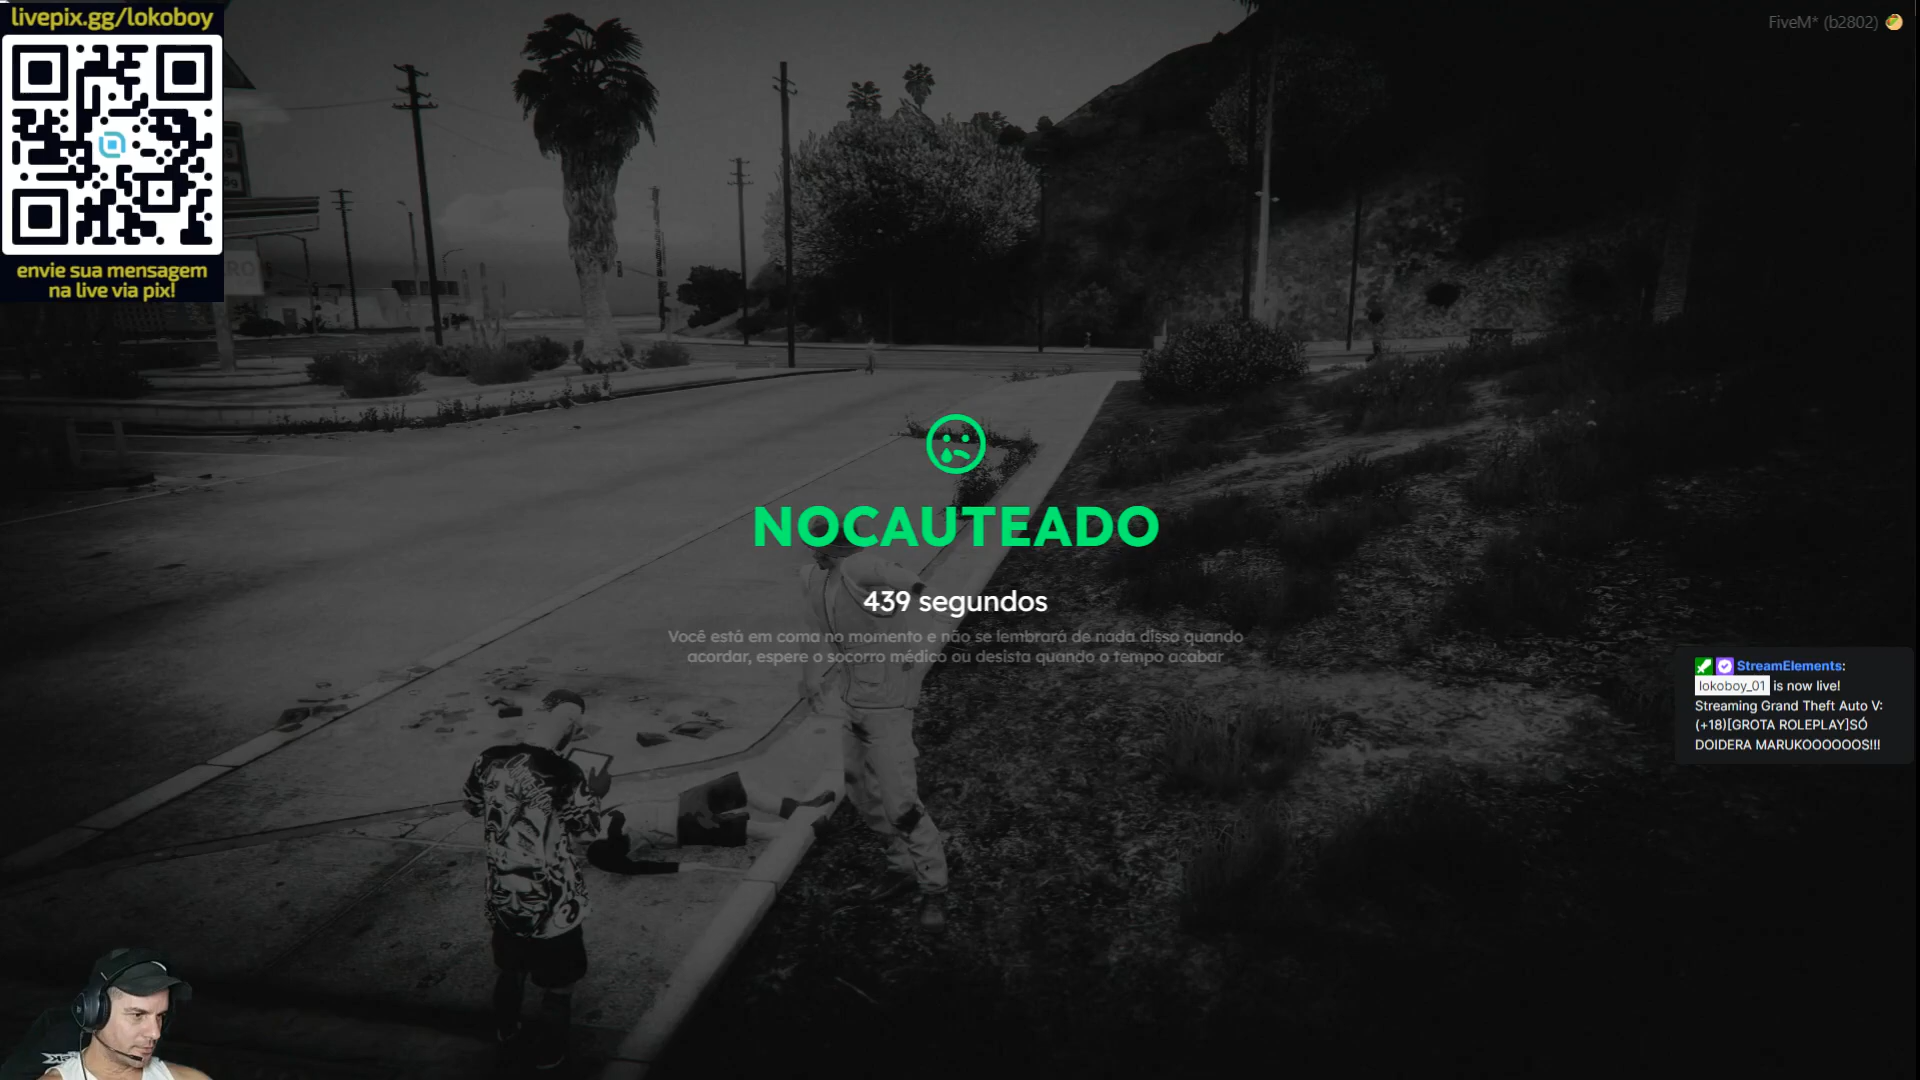 livepix.gg/lokoboy
envie sua mensagem
na live via pix!
FiveM* (b2802)
NOCAUTEADO
439 segundos
Você está em coma no momento e não se lembrará de nada disso quando
acordar, espere o socorro médico ou desista quando o tempo acabar
StreamElements:
lokoboy_01 is now live!
Streaming Grand Theft Auto V:
(+18)[GROTA ROLEPLAY]SÓ
DOIDERA MARUKOOOOOOS!!!